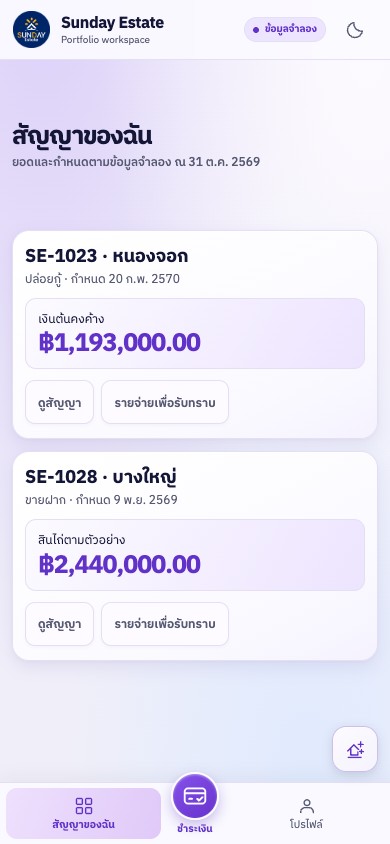 SUNDAY
Estate
Sunday Estate
Portfolio workspace
ข้อมูลจำลอง
สัญญาของฉัน
ยอดและกำหนดตามข้อมูลจำลอง ณ 31 ต.ค. 2569
SE-1023 · หนองจอก
ปล่อยกู้ · กำหนด 20 ก.พ. 2570
เงินต้นคงค้าง
฿1,193,000.00
ดูสัญญา
รายจ่ายเพื่อรับทราบ
SE-1028 · บางใหญ่
ขายฝาก · กำหนด 9 พ.ย. 2569
สินไถ่ตามตัวอย่าง
฿2,440,000.00
ดูสัญญา
รายจ่ายเพื่อรับทราบ
สัญญาของฉัน
ชำระเงิน
โปรไฟล์